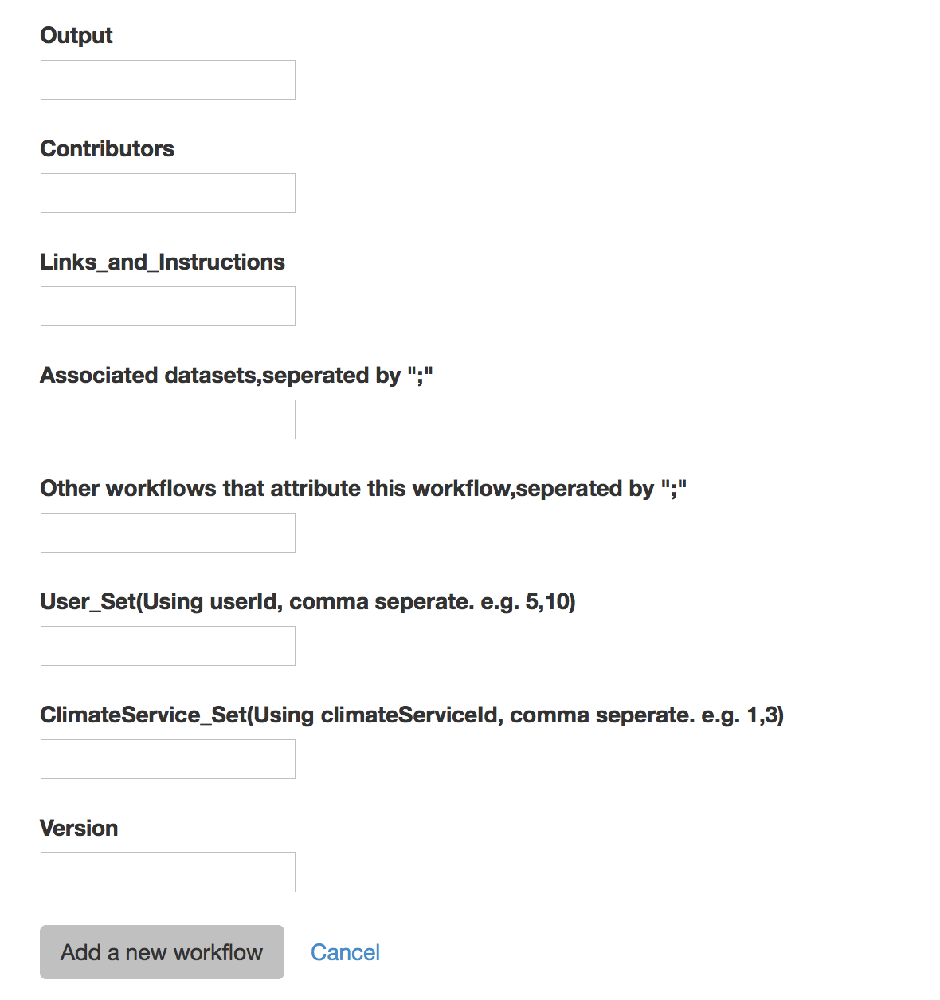 Output
Contributors
Links_and_Instructions
Associated datasets,seperated by ";"
Other workflows that attribute this workflow,seperated by ";"
User_Set(Using userId, comma seperate. e.g. 5,10)
ClimateService_Set(Using climateServiceId, comma seperate. e.g. 1,3)
Version
Add a new workflow Cancel